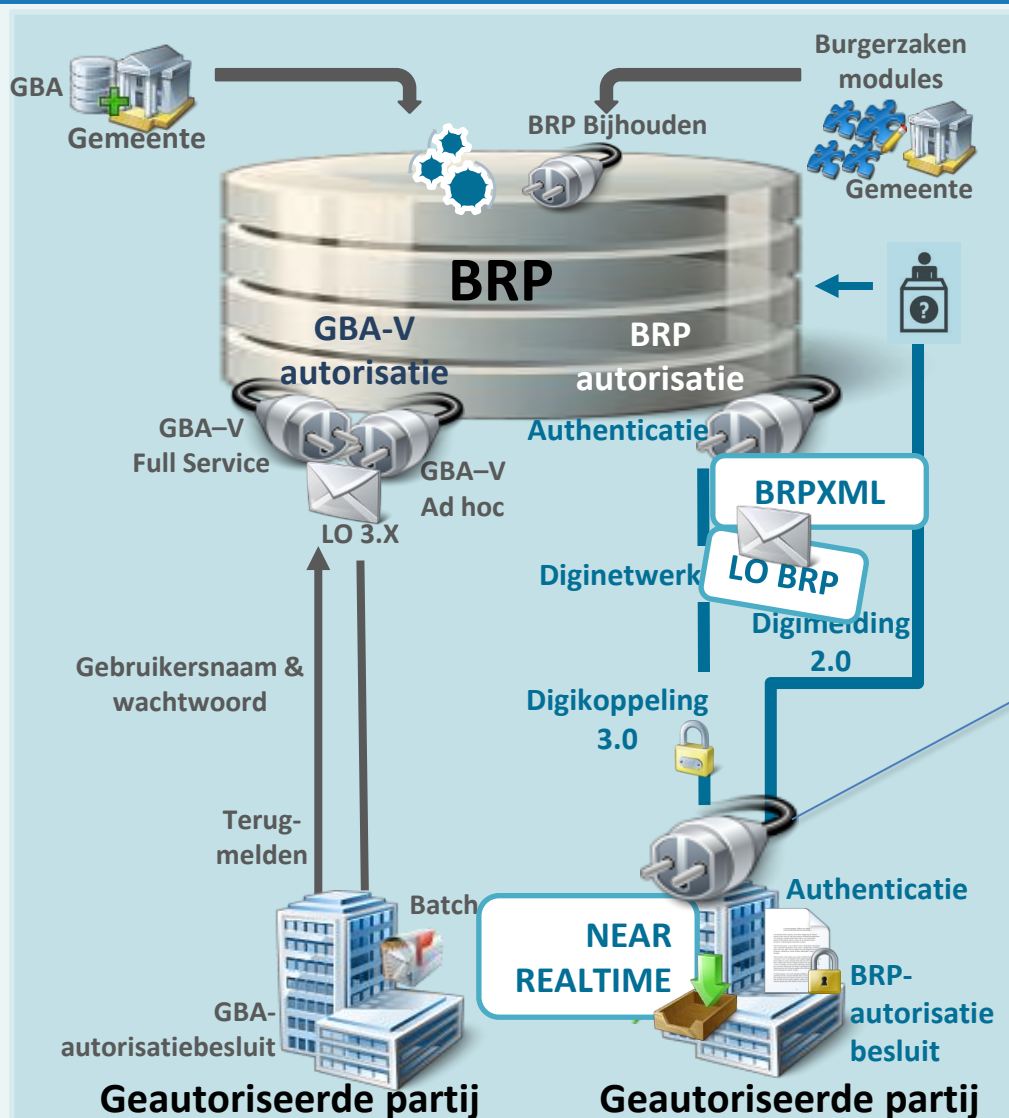 GBA
Gemeente
Burgerzaken
modules
Gemeente
BRP Bijhouden
BRP
GBA-V
autorisatie
BRP
autorisatie
GBA–V
Full Service
GBA–V
Ad hoc
LO 3.X
Authenticatie
BRPXML
Diginetwerk
LO BRP
Digimelding
2.0
Gebruikersnaam &
wachtwoord
Digikoppeling
3.0
Terug-
melden
Batch
NEAR
REALTIME
Authenticatie
GBA-
autorisatiebesluit
BRP-
autorisatie
besluit
Geautoriseerde partij
Geautoriseerde partij